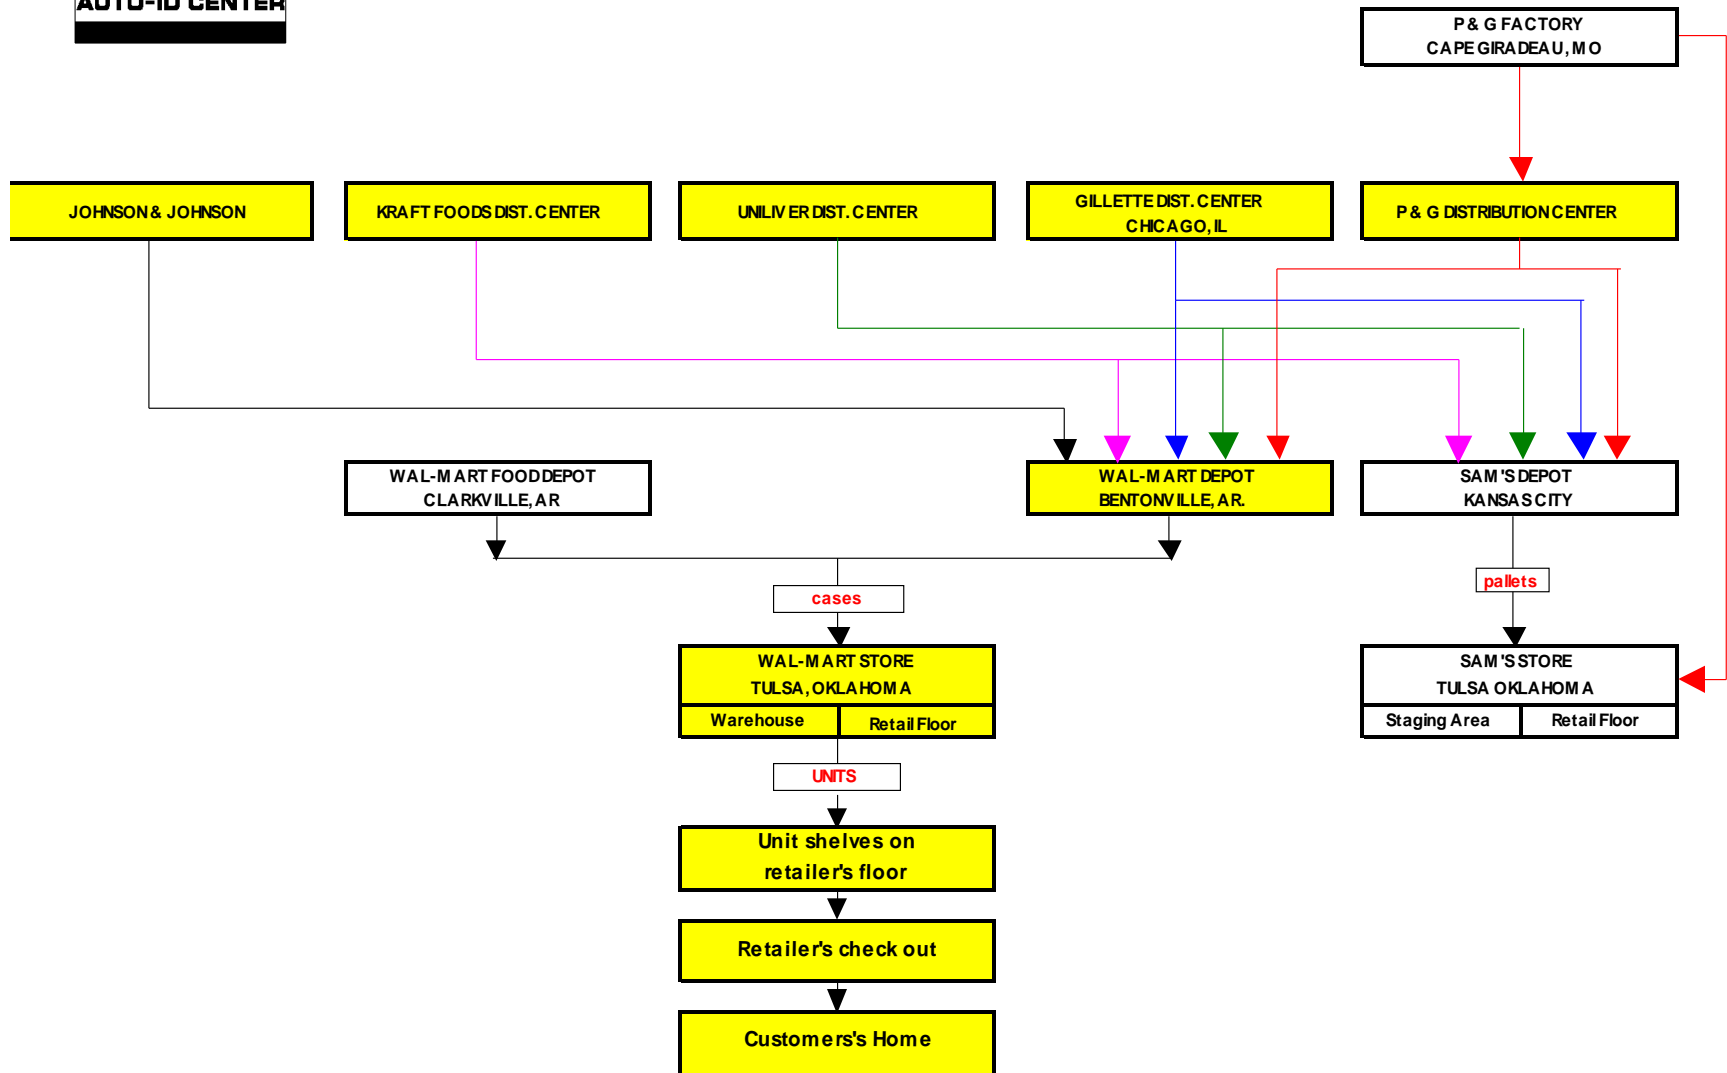 AUTO-ID CENTER
P & G FACTORY
CAPE GIRADEAU, MO
JOHNSON & JOHNSON
KRAFT FOODS DIST. CENTER
UNILIVER DIST. CENTER
GILLETTE DIST. CENTER
CHICAGO, IL
P & G DISTRIBUTION CENTER
WAL-MART FOOD DEPOT
CLARKVILLE, AR
WAL-MART DEPOT
BENTONVILLE, AR.
SAM'S DEPOT
KANSAS CITY
cases
pallets
WAL-MART STORE
TULSA, OKLAHOMA
Warehouse
Retail Floor
SAM'S STORE
TULSA OKLAHOMA
Staging Area
Retail Floor
UNITS
Unit shelves on
retailer's floor
Retailer's check out
Customers's Home